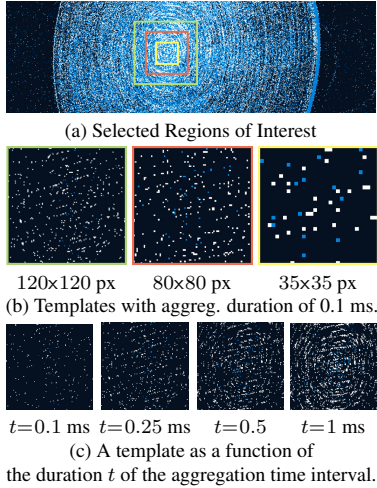 (a) Selected Regions of Interest
120×120 px 80×80 px 35×35 px
(b) Templates with aggreg. duration of 0.1 ms.
t=0.1 ms t=0.25 ms t=0.5 t=1 ms
(c) A template as a function of
the duration t of the aggregation time interval.